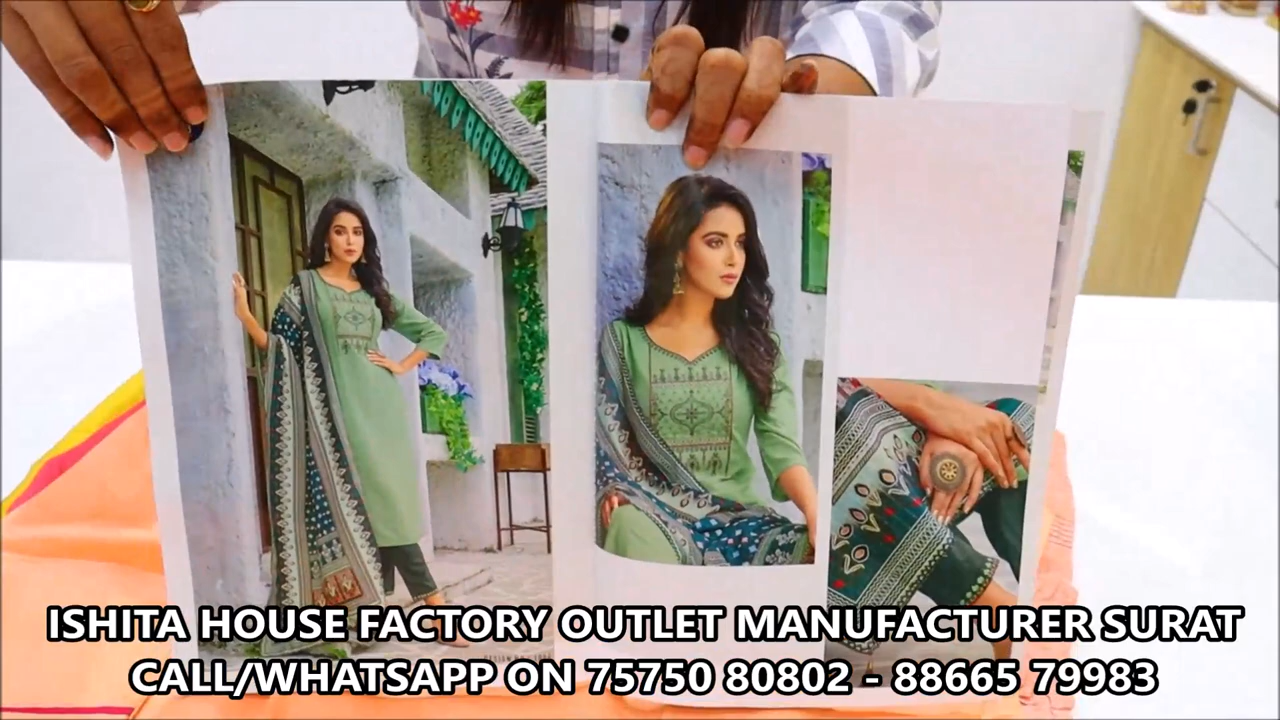 ISHITA HOUSE FACTORY OUTLET MANUFACTURER SURAT
CALL/WHATSAPP ON 75750 80802 - 88665 79983